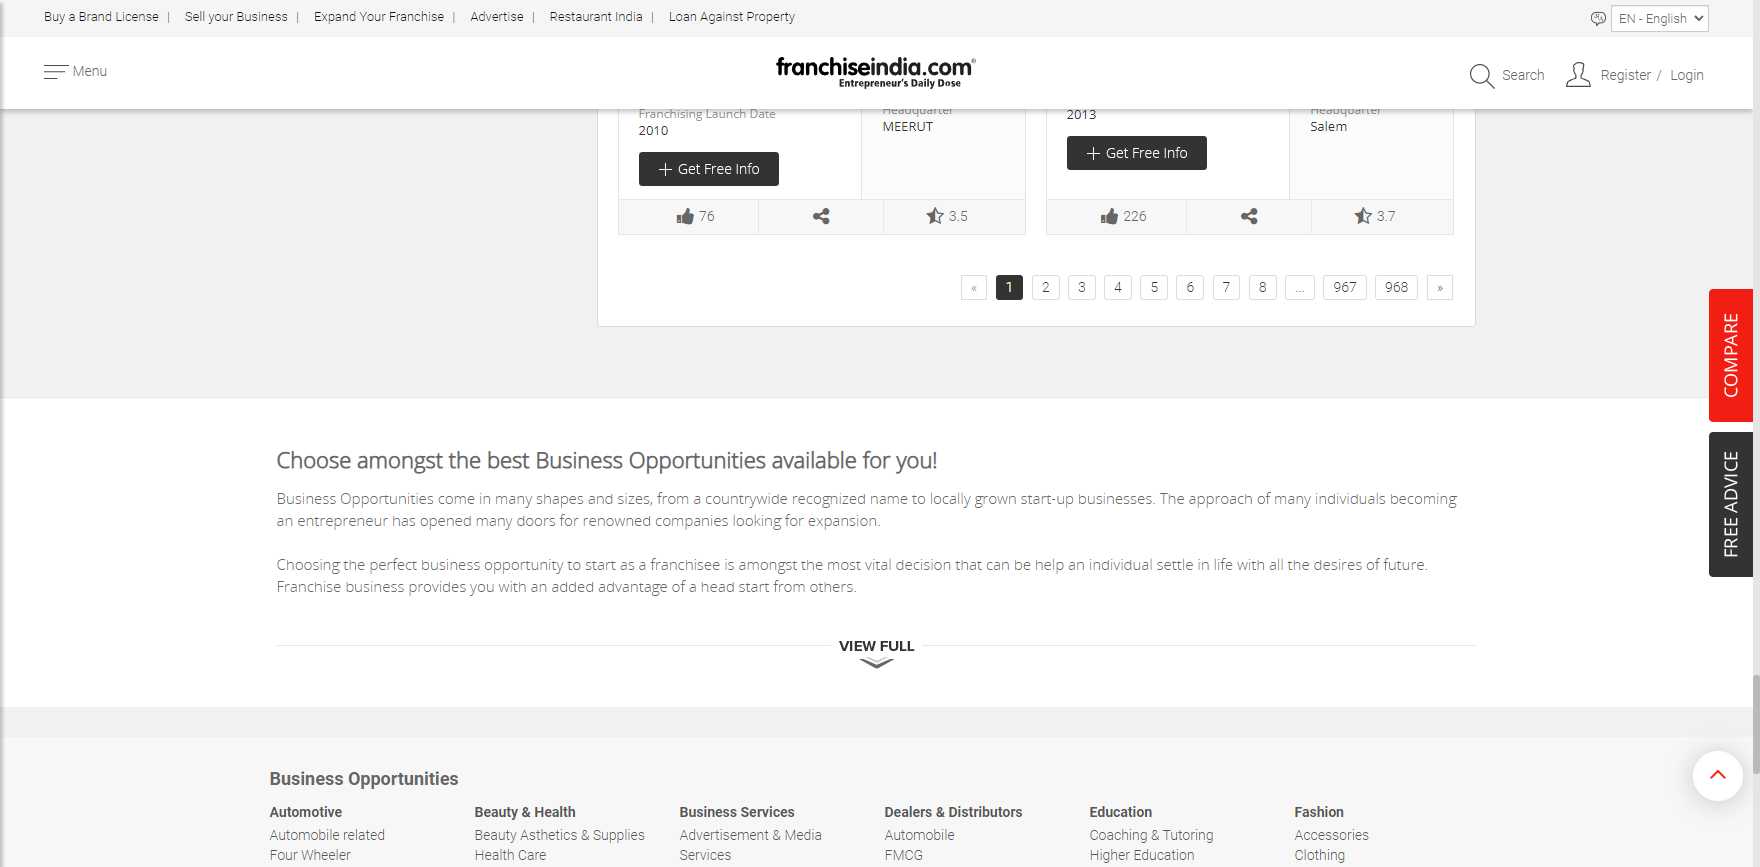 Buy a Brand License | Sell your Business | Expand Your Franchise | Advertise | Restaurant India | Loan Against Property
EN - English
Menu
franchiseindia.com®
Entrepreneur's Daily Dose
Search
Register / Login
Franchising Launch Date
2010
Headquarter
MEERUT
Get Free Info
76
3.5
2013
Headquarter
Salem
Get Free Info
226
3.7
« 1 2 3 4 5 6 7 8 ... 967 968 »
COMPARE
FREE ADVICE
Choose amongst the best Business Opportunities available for you!
Business Opportunities come in many shapes and sizes, from a countrywide recognized name to locally grown start-up businesses. The approach of many individuals becoming
an entrepreneur has opened many doors for renowned companies looking for expansion.
Choosing the perfect business opportunity to start as a franchisee is amongst the most vital decision that can be help an individual settle in life with all the desires of future.
Franchise business provides you with an added advantage of a head start from others.
VIEW FULL
Business Opportunities
Automotive
Automobile related
Four Wheeler
Beauty & Health
Beauty Asthetics & Supplies
Health Care
Business Services
Advertisement & Media
Services
Dealers & Distributors
Automobile
FMCG
Education
Coaching & Tutoring
Higher Education
Fashion
Accessories
Clothing